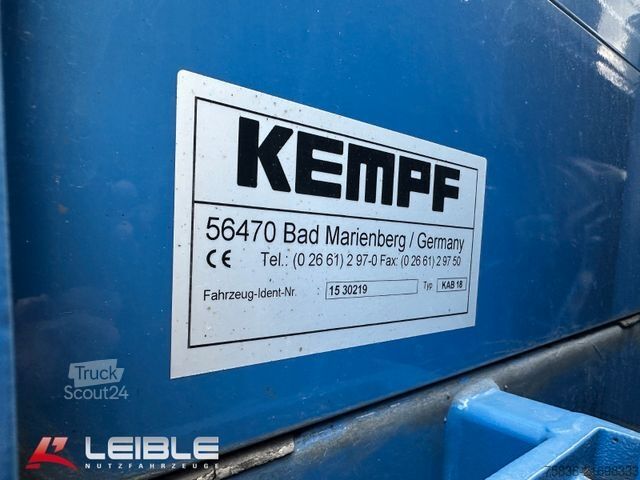 KEMPF
56470 Bad Marienberg / Germany
CE Tel.: (0 26 61) 2 97-0 Fax: (0 26 61) 2 97 50
Fahrzeug-Ident-Nr. : 15 30219 Typ KAB 18
Truck
Scout24
LEIBLE
NUTZFAHRZEUGE